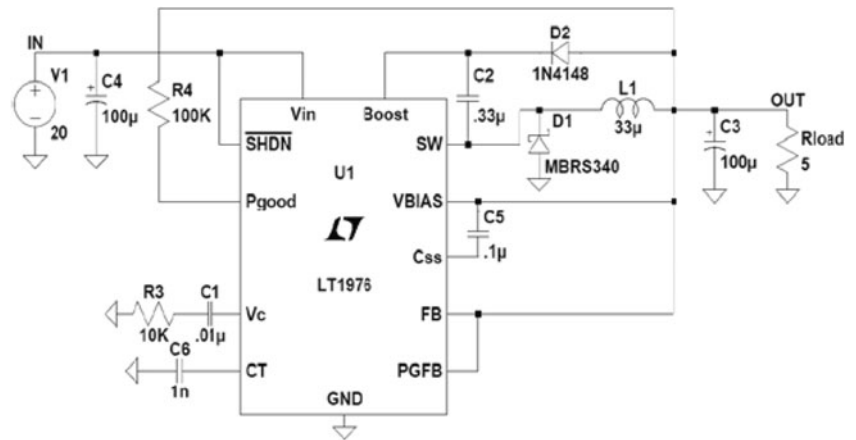 IN
V1
20
C4
100µ
R4
100K
C2
.33µ
D2
1N4148
D1
MBRS340
L1
33µ
OUT
C3
100µ
Rload
5
Vin
Boost
SHDN
SW
U1
Pgood
VBIAS
C5
.1µ
Css
LT1976
R3
10K
C1
.01µ
Vc
FB
C6
1n
CT
PGFB
GND